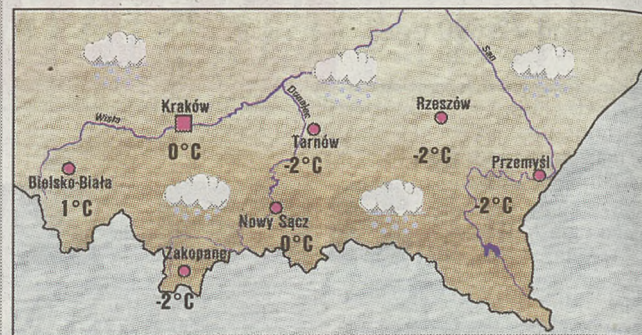 San
Dunajec
Kraków
Rzeszów
Wisła
0°C
Tarnów
-2°C
-2°C
Przemyśl
Bielsko-Biała
1°C
-2°C
Nowy Sącz
0°C
Zakopane
-2°C